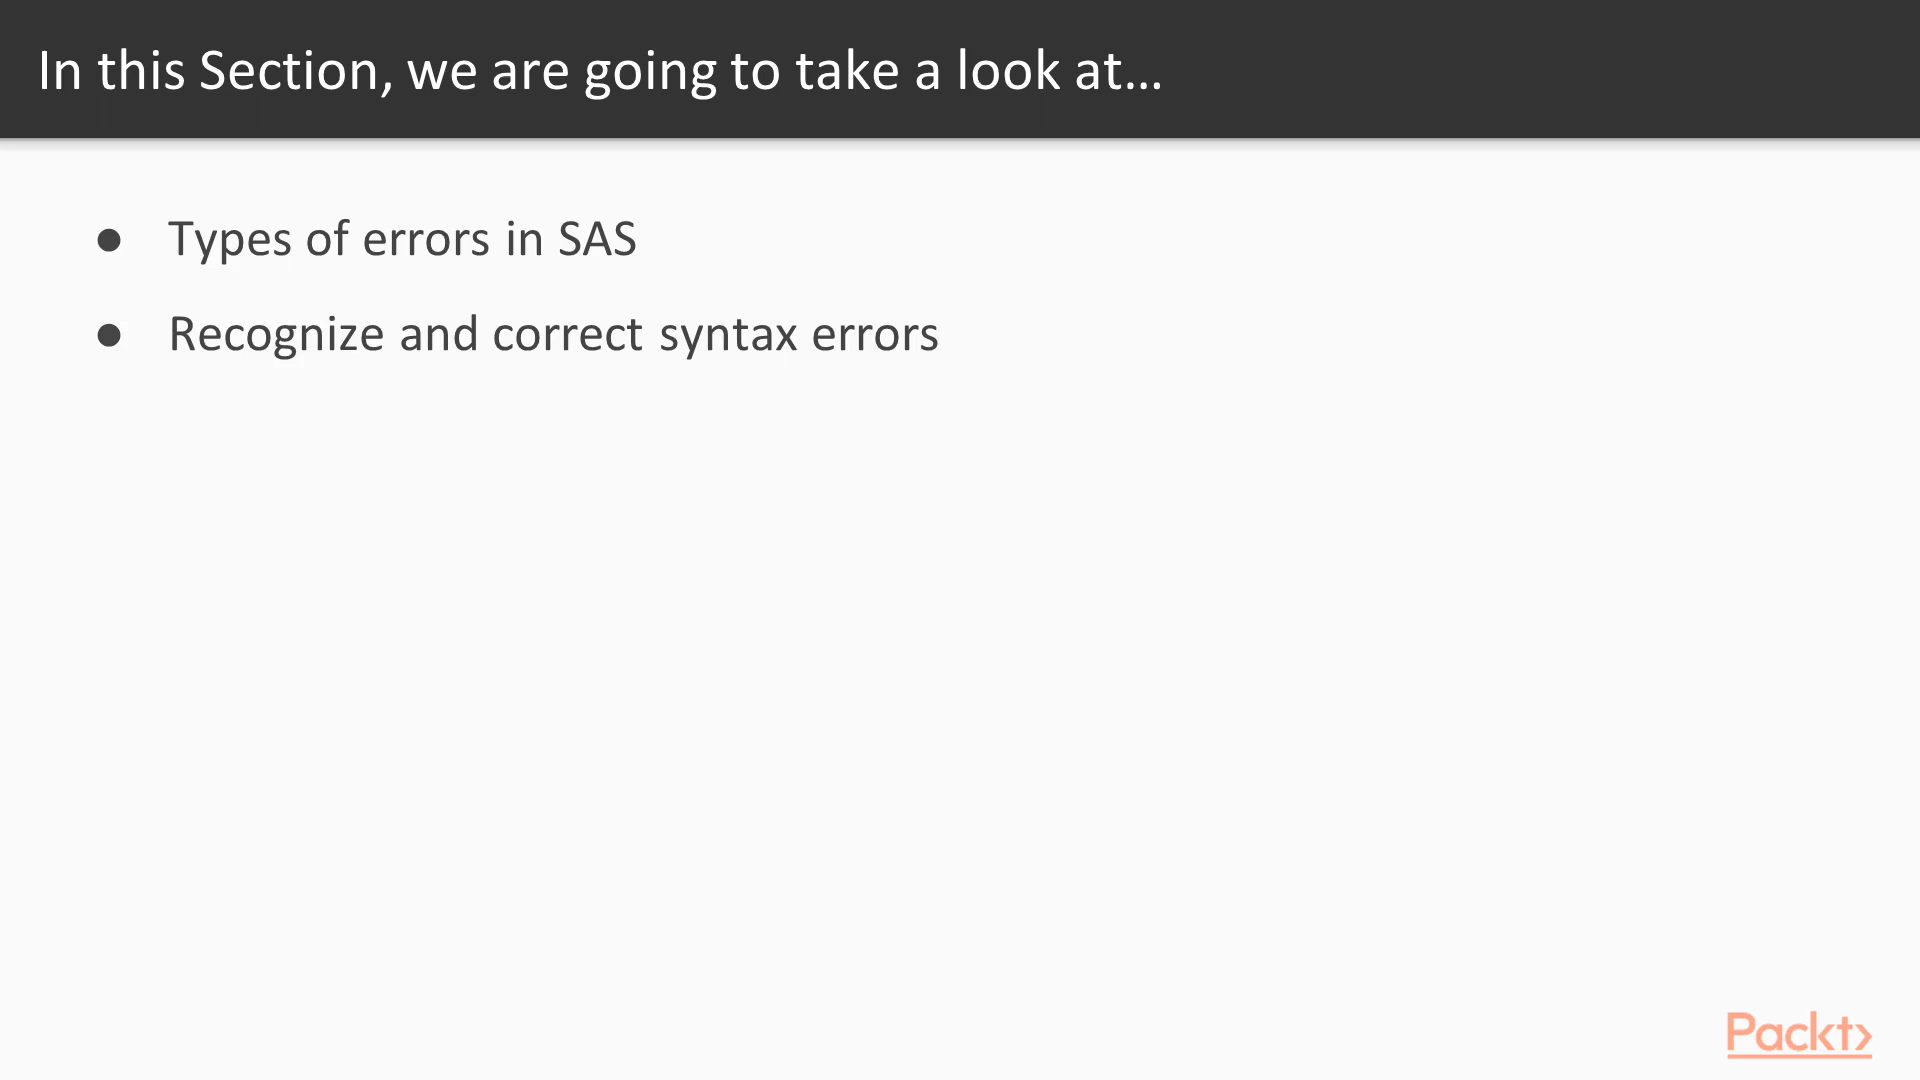 In this Section, we are going to take a look at...
● Types of errors in SAS
● Recognize and correct syntax errors
Packt>